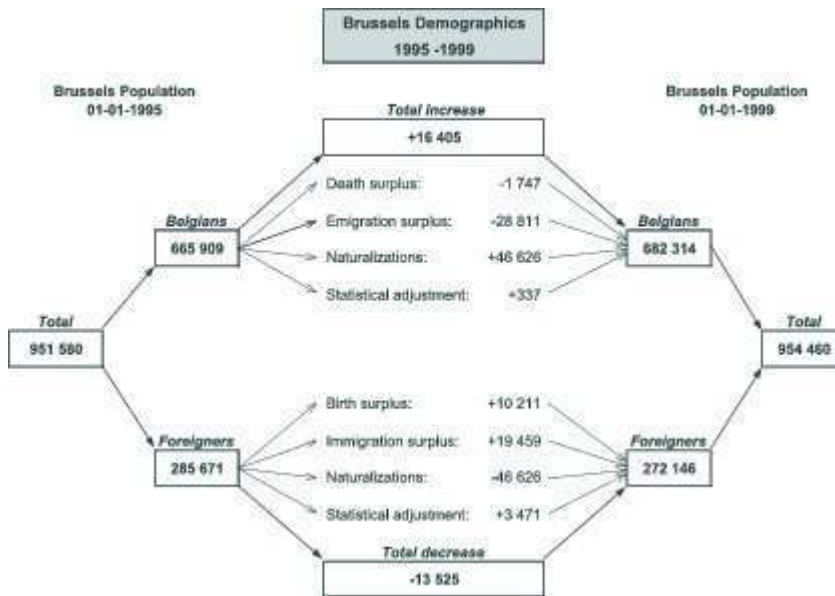 Brussels Demographics
1995 -1999
Brussels Population
01-01-1995
Brussels Population
01-01-1999
Total increase
+16 405
Death surplus: -1 747
Emigration surplus: -28 811
Naturalizations: +46 626
Statistical adjustment: +337
Belgians
665 909
Belgians
682 314
Total
951 580
Total
954 460
Birth surplus: +10 211
Immigration surplus: +19 459
Naturalizations: -46 626
Statistical adjustment: +3 471
Foreigners
285 671
Foreigners
272 146
Total decrease
-13 525